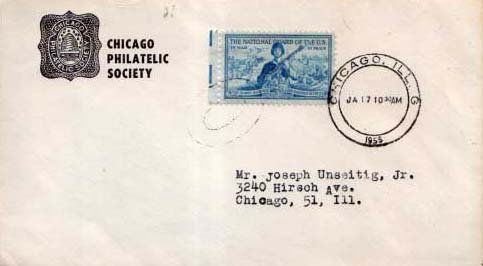 CHICAGO
PHILATELIC
SOCIETY
THE NATIONAL GUARD OF THE U.S.
IN WAR
IN PEACE
CHICAGO, ILL. G
JA 17 10 30 AM
1953
Mr. Joseph Unseitig, Jr.
3240 Hirsch Ave.
Chicago, 51, Ill.